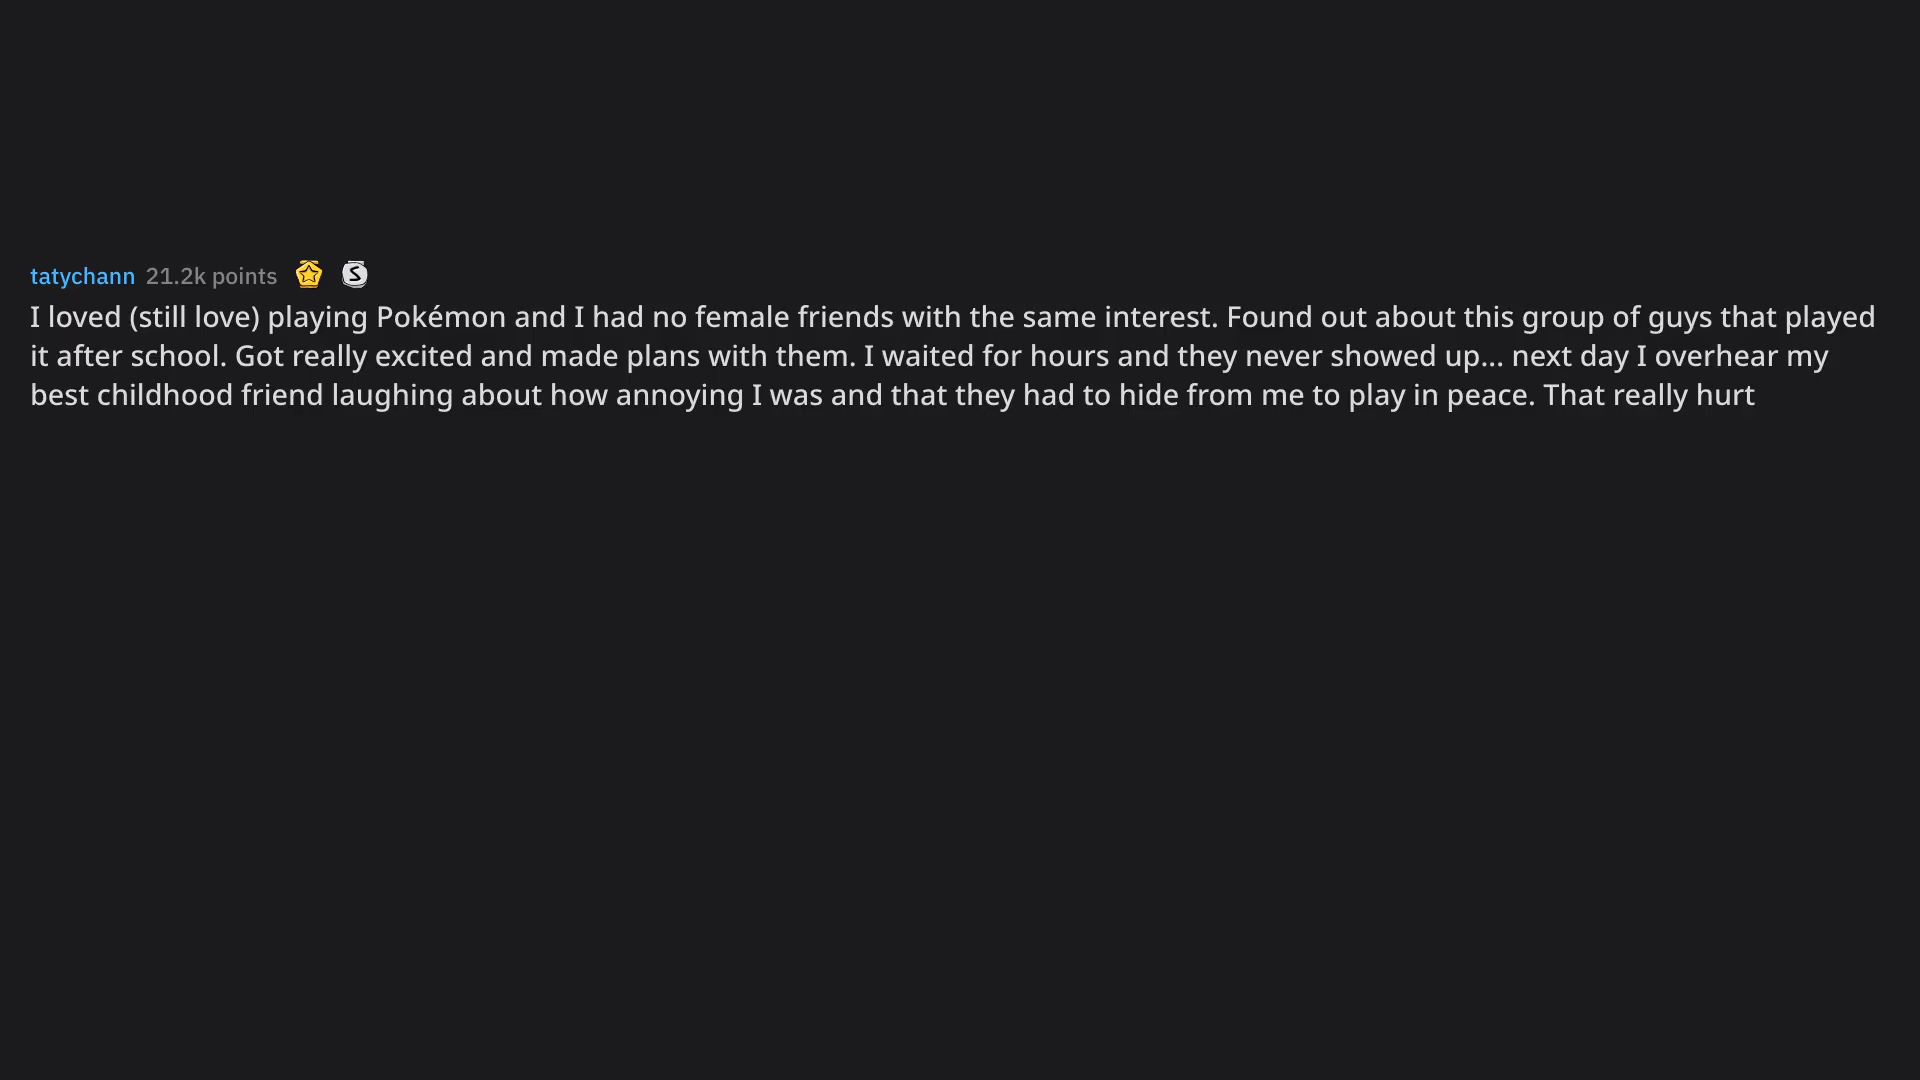 tatychann 21.2k points
I loved (still love) playing Pokémon and I had no female friends with the same interest. Found out about this group of guys that played
it after school. Got really excited and made plans with them. I waited for hours and they never showed up... next day I overhear my
best childhood friend laughing about how annoying I was and that they had to hide from me to play in peace. That really hurt